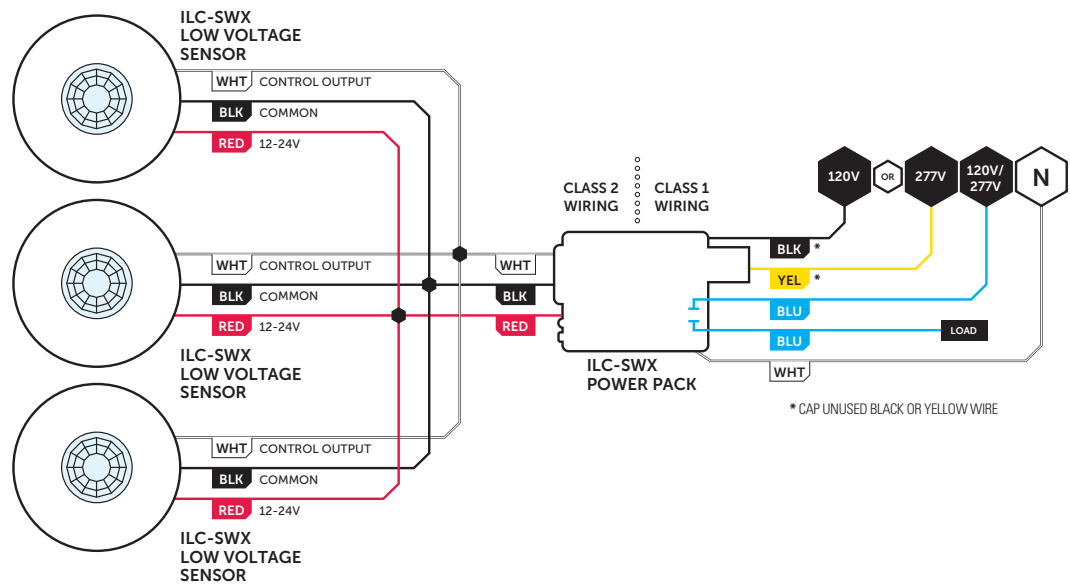 ILC-SWX
LOW VOLTAGE
SENSOR
WHT CONTROL OUTPUT
BLK COMMON
RED 12-24V
WHT CONTROL OUTPUT
BLK COMMON
RED 12-24V
ILC-SWX
LOW VOLTAGE
SENSOR
WHT CONTROL OUTPUT
BLK COMMON
RED 12-24V
ILC-SWX
LOW VOLTAGE
SENSOR
WHT
BLK
RED
CLASS 2
WIRING
CLASS 1
WIRING
ILC-SWX
POWER PACK
120V OR 277V
120V/
277V
N
BLK *
YEL *
BLU
BLU
LOAD
WHT
* CAP UNUSED BLACK OR YELLOW WIRE